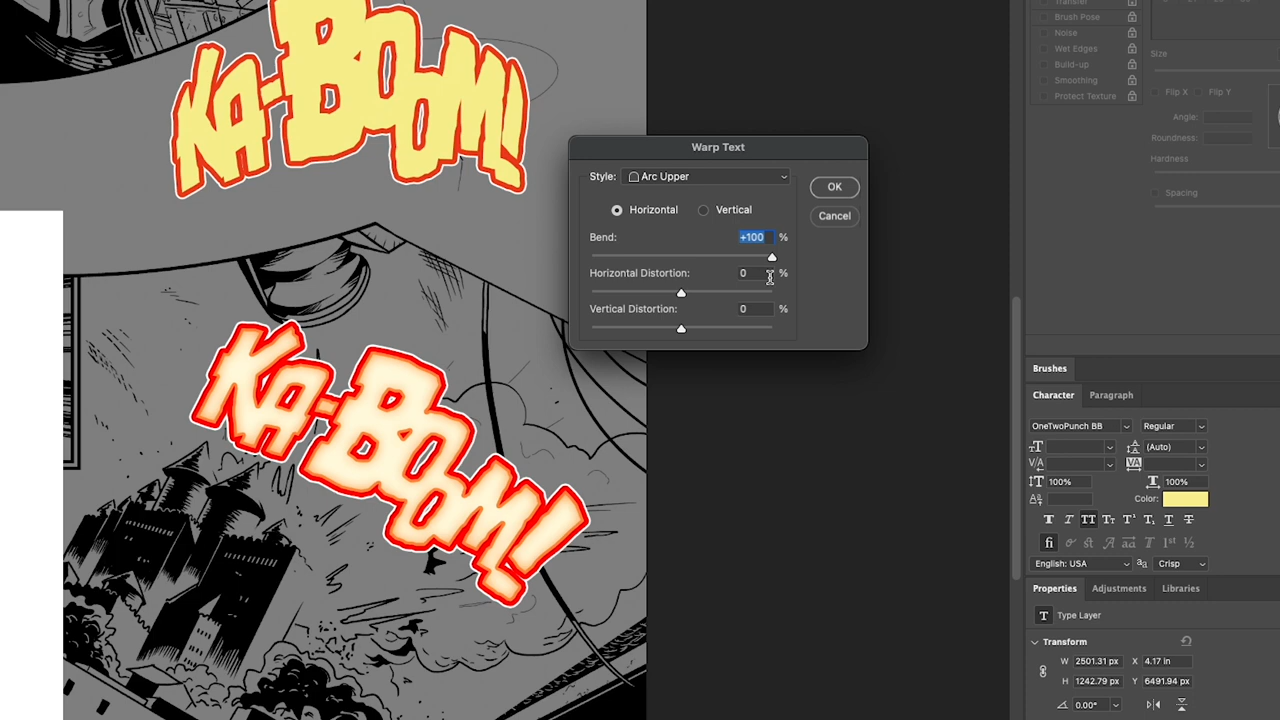 KA-BOOM!
KA-BOOM!
Warp Text
Style: Arc Upper
OK
Horizontal Vertical
Cancel
Bend: +100 %
Horizontal Distortion: 0 %
Vertical Distortion: 0 %
Transfer
Brush Pose
Noise
Wet Edges
Build-up
Smoothing
Protect Texture
Size
Flip X Flip Y
Angle:
Roundness:
Hardness
Spacing
Brushes
Character Paragraph
OneTwoPunch BB Regular
(Auto)
100% 100%
Color:
English: USA Crisp
Properties Adjustments Libraries
Type Layer
Transform
W 2501.31 px X 4.17 in
H 1242.79 px Y 6491.94 px
0.00°